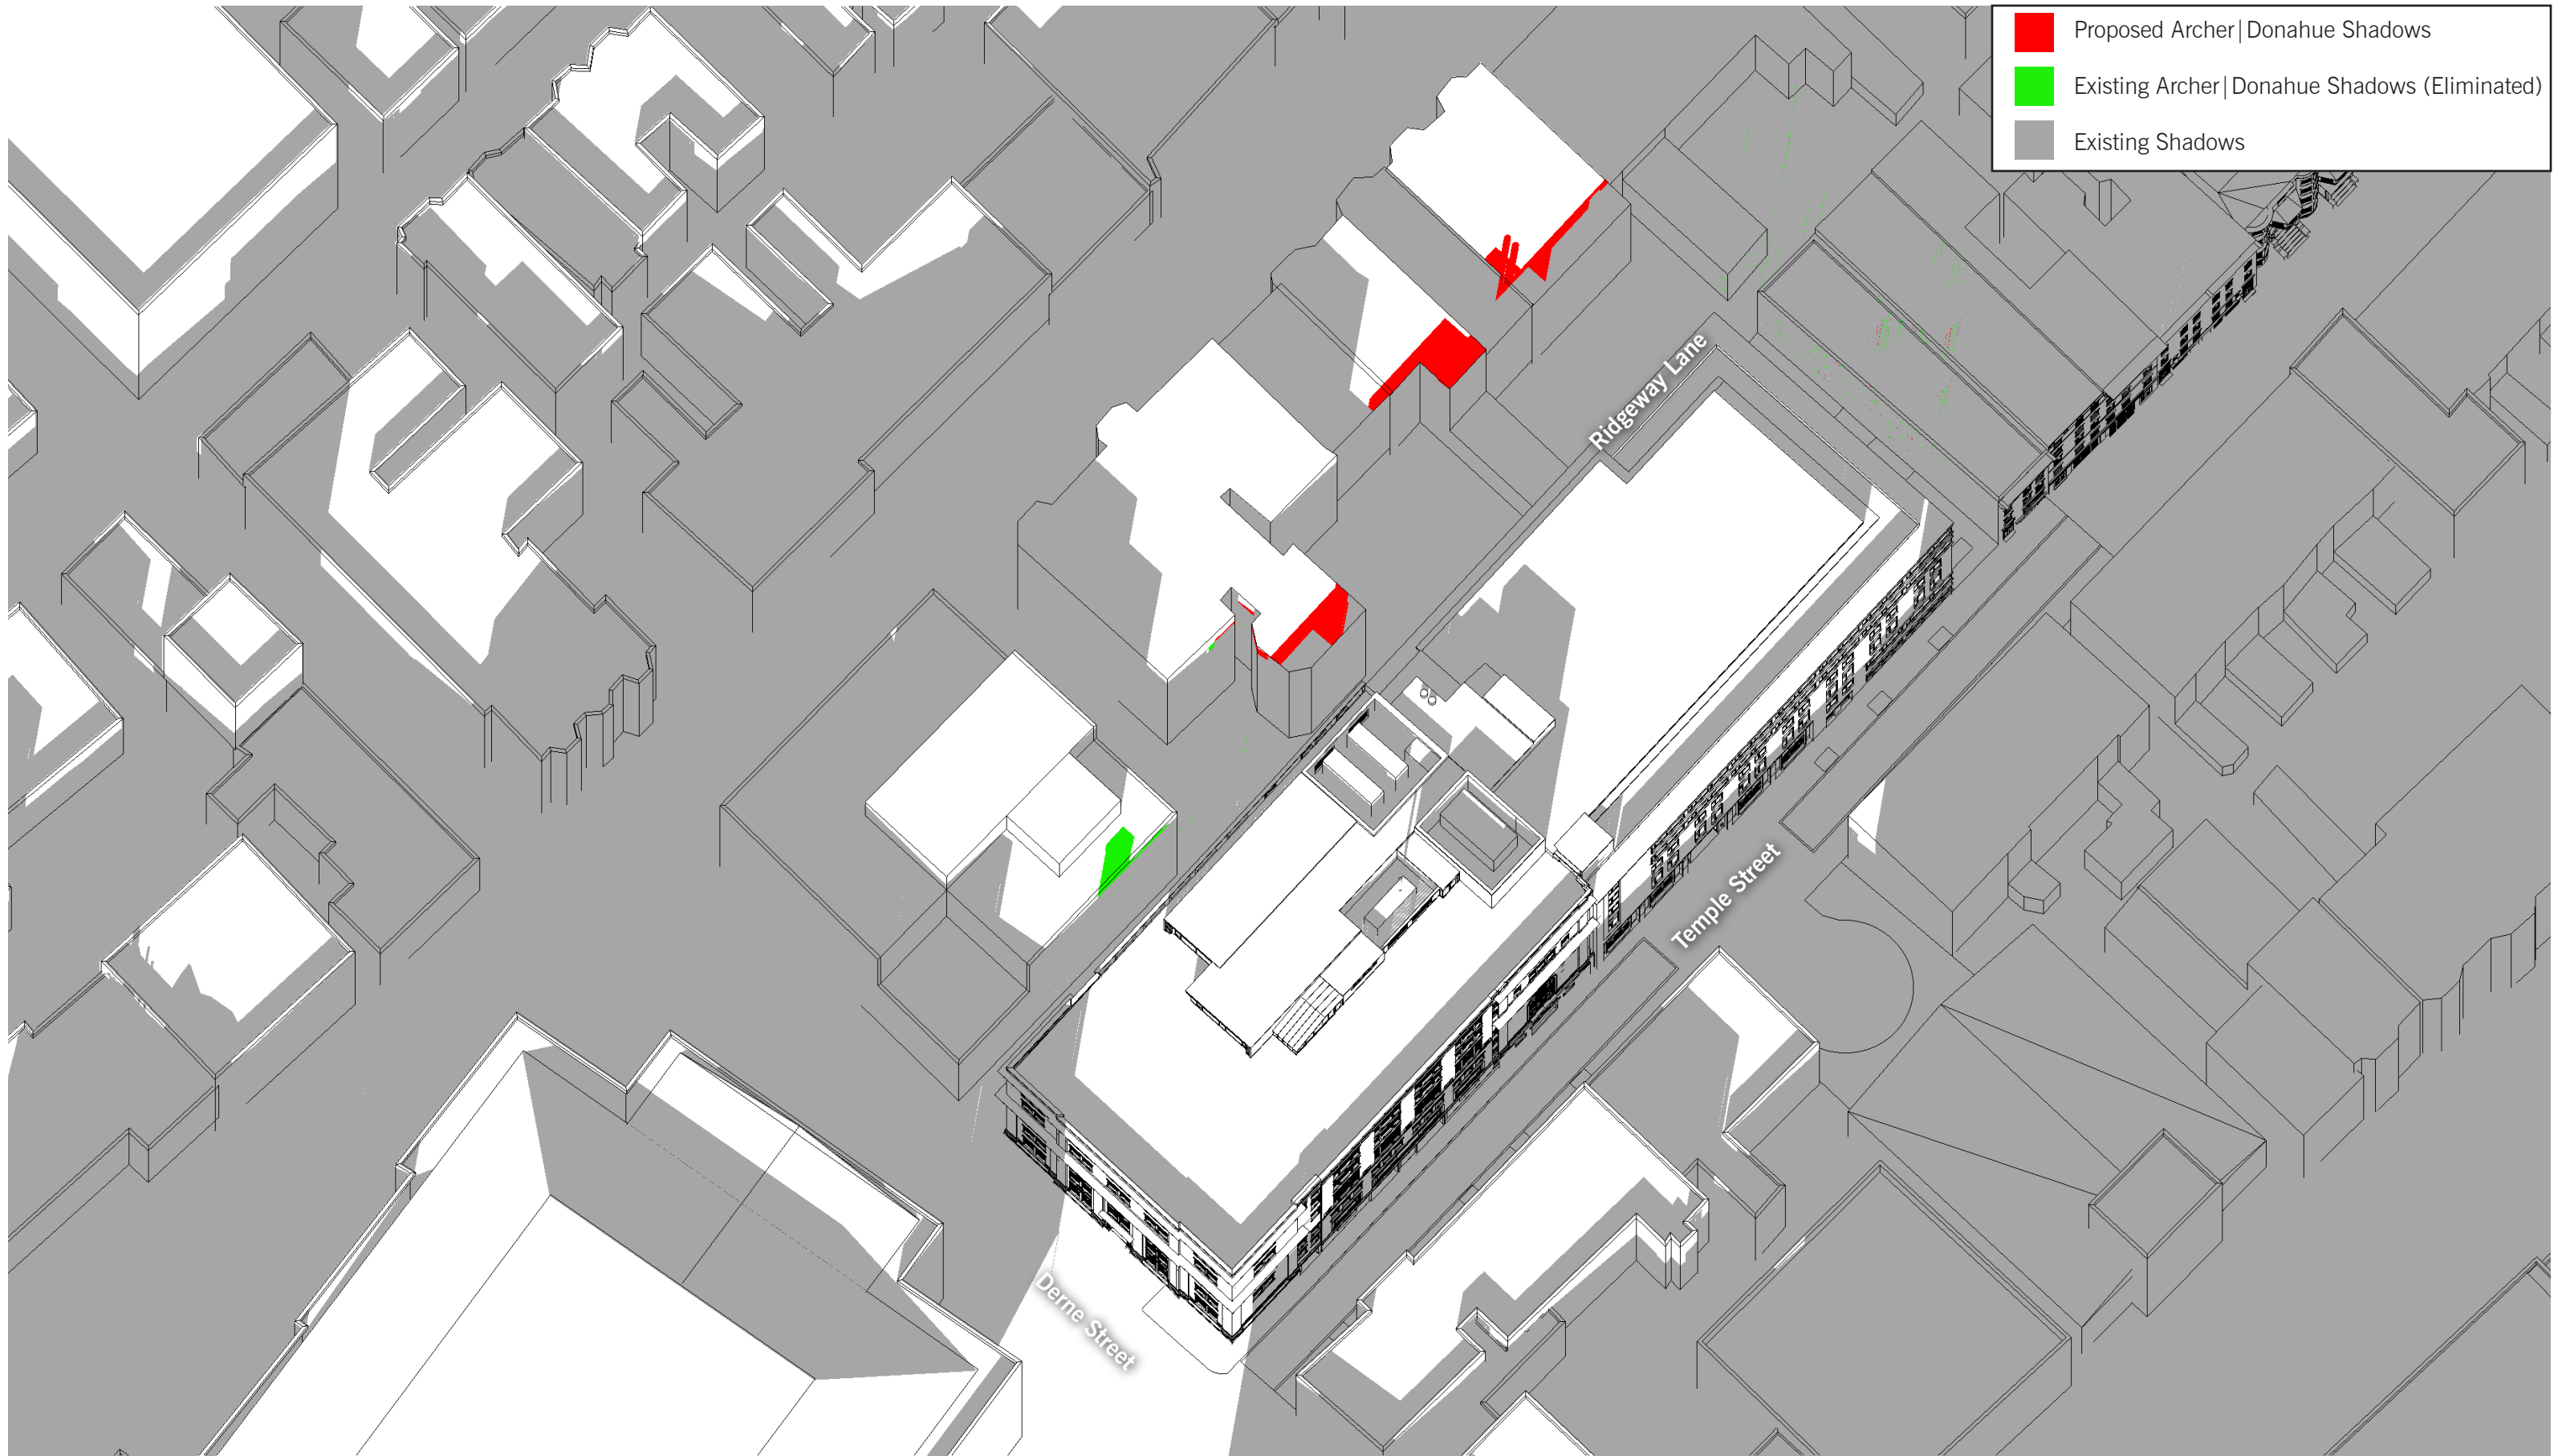 Proposed Archer|Donahue Shadows
Existing Archer|Donahue Shadows (Eliminated)
Existing Shadows
Ridgeway Lane
Temple Street
Derne Street